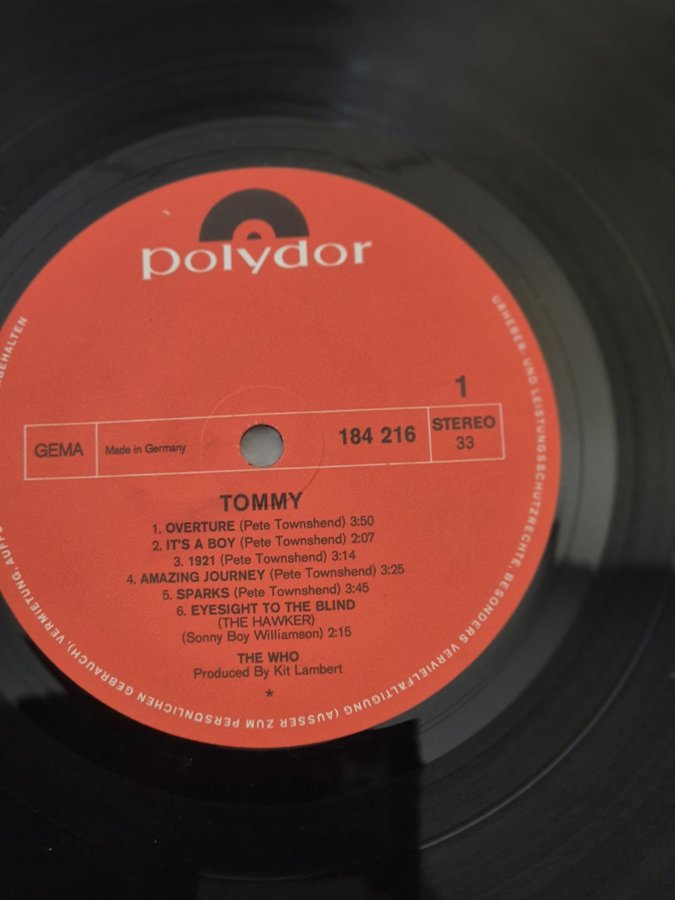 polydor
1
GEMA
Made in Germany
184 216
STEREO
33
TOMMY
1. OVERTURE (Pete Townshend) 3:50
2. IT'S A BOY (Pete Townshend) 2:07
3. 1921 (Pete Townshend) 3:14
4. AMAZING JOURNEY (Pete Townshend) 3:25
5. SPARKS (Pete Townshend) 3:45
6. EYESIGHT TO THE BLIND
(THE HAWKER)
(Sonny Boy Williamson) 2:15
THE WHO
Produced By Kit Lambert
*
URHEBER- UND LEISTUNGSSCHUTZRECHTE, BESONDERS VERVIELFÄLTIGUNG (AUSSER ZUM PERSÖNLICHEN GEBRAUCH), VERMIETUNG,